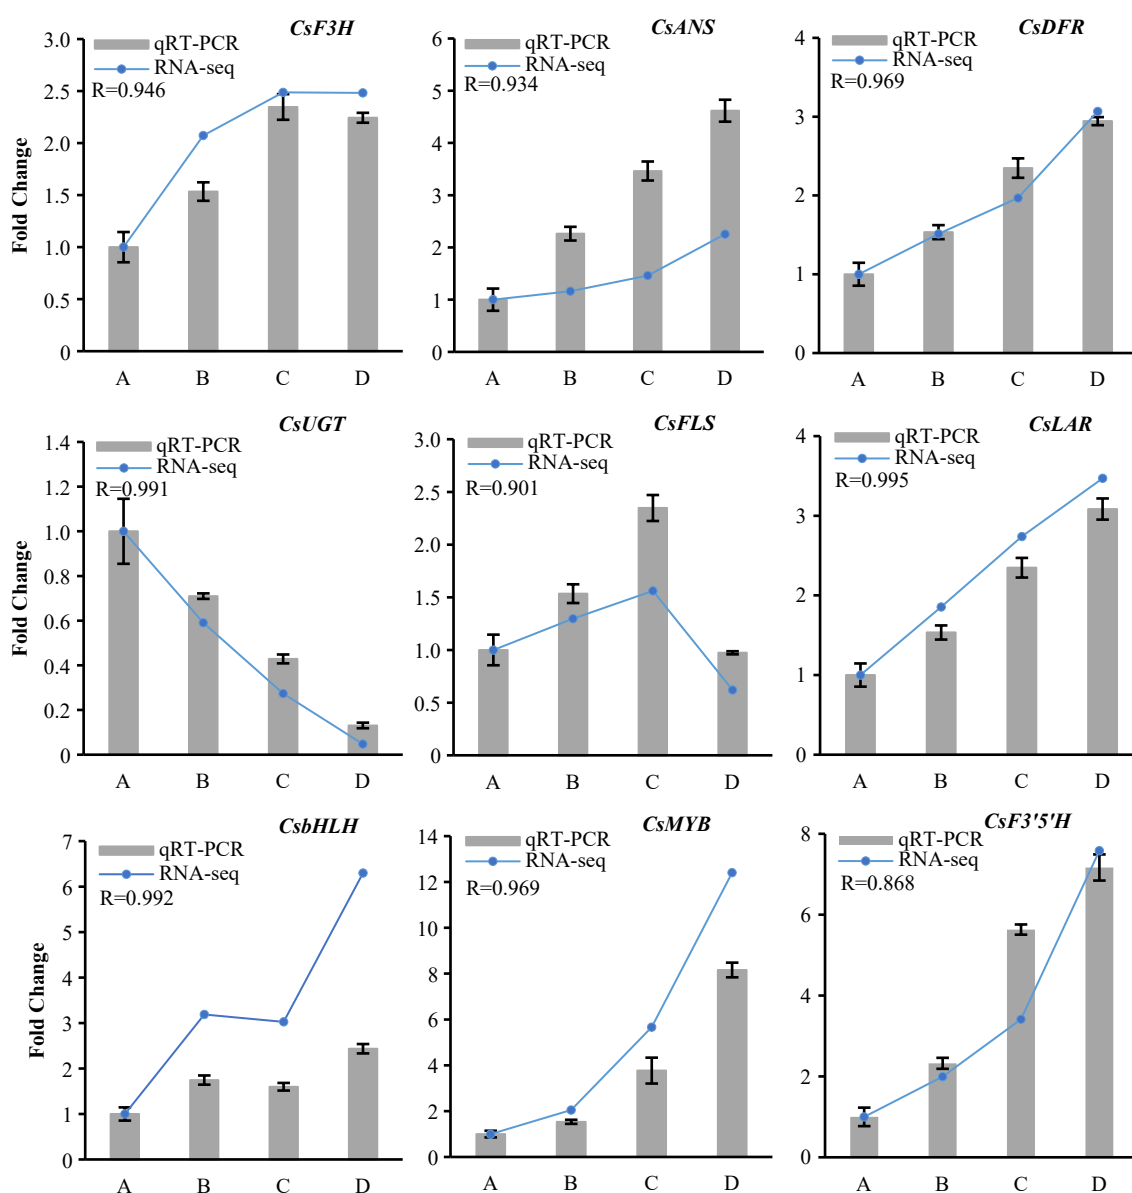 CsF3H
3.0
qRT-PCR
RNA-seq
R=0.946
2.5
2.0
1.5
1.0
0.5
0
Fold Change
A B C D
CsANS
6
qRT-PCR
RNA-seq
R=0.934
5
4
3
2
1
0
A B C D
CsDFR
4
qRT-PCR
RNA-seq
R=0.969
3
2
1
0
A B C D
CsUGT
1.4
qRT-PCR
RNA-seq
R=0.991
1.2
1.0
0.8
0.6
0.4
0.2
0
Fold Change
A B C D
CsFLS
3.0
qRT-PCR
RNA-seq
R=0.901
2.5
2.0
1.5
1.0
0.5
0
A B C D
CsLAR
4
qRT-PCR
RNA-seq
R=0.995
3
2
1
0
A B C D
CsbHLH
7
qRT-PCR
RNA-seq
R=0.992
6
5
4
3
2
1
0
Fold Change
A B C D
CsMYB
14
qRT-PCR
RNA-seq
R=0.969
12
10
8
6
4
2
0
A B C D
CsF3'5'H
8
qRT-PCR
RNA-seq
R=0.868
6
4
2
0
A B C D